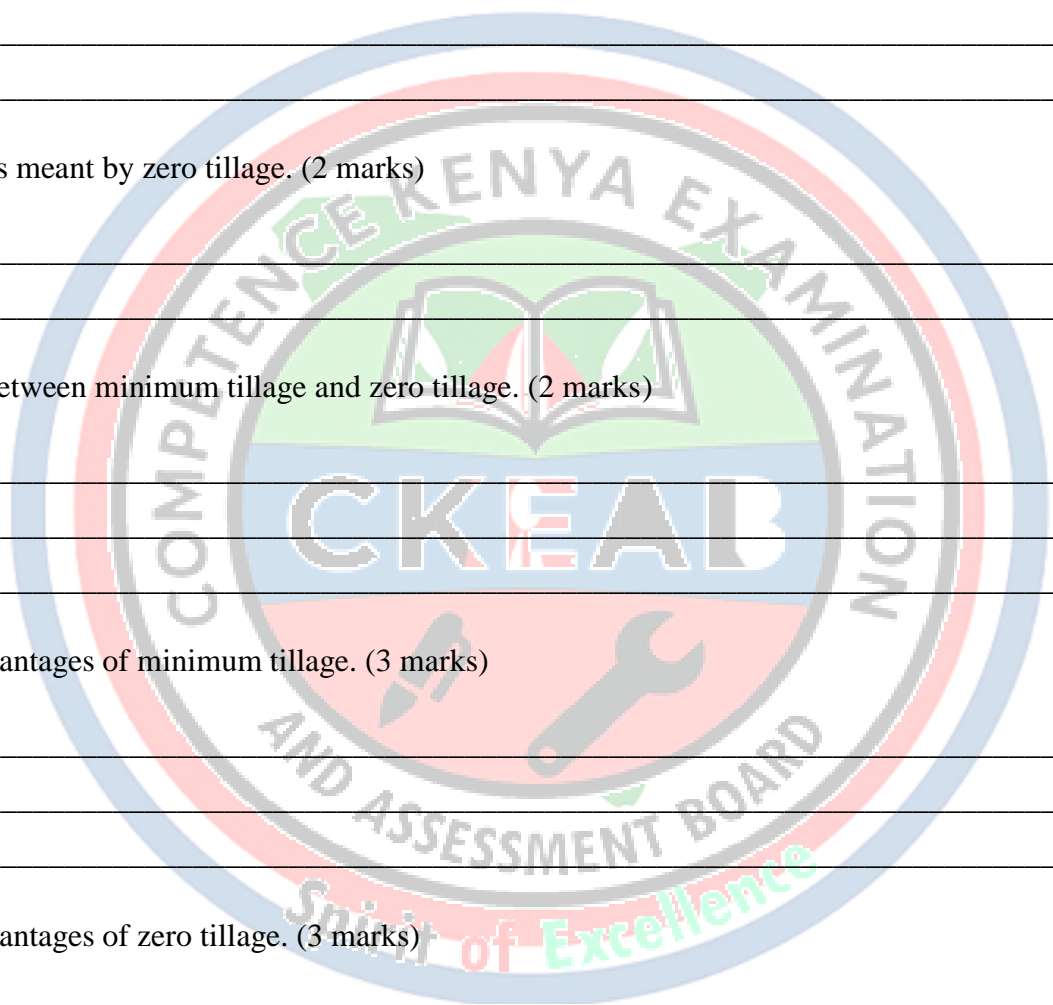 s meant by zero tillage. (2 marks)
etween minimum tillage and zero tillage. (2 marks)
antages of minimum tillage. (3 marks)
antages of zero tillage. (3 marks)
COMPETENCE KENYA EXAMINATION
CKEAB
AND ASSESSMENT BOARD
Spirit of Excellence